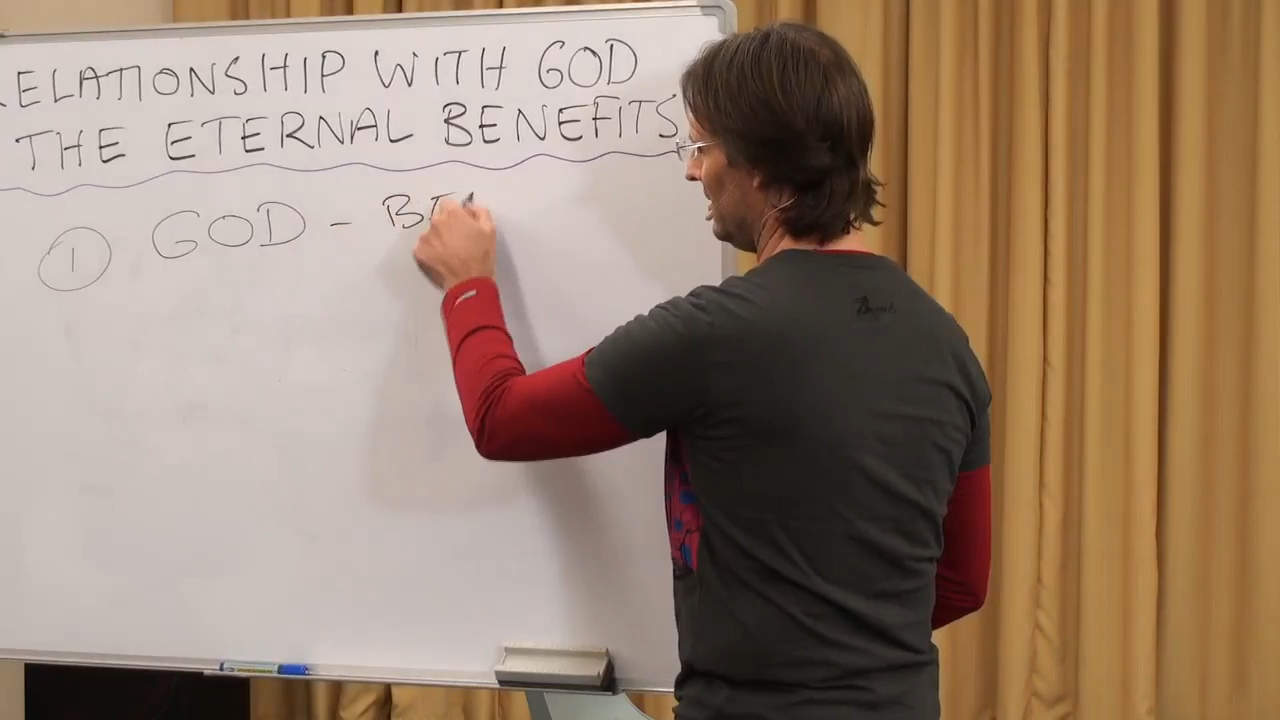 RELATIONSHIP WITH GOD
THE ETERNAL BENEFITS
1 GOD -